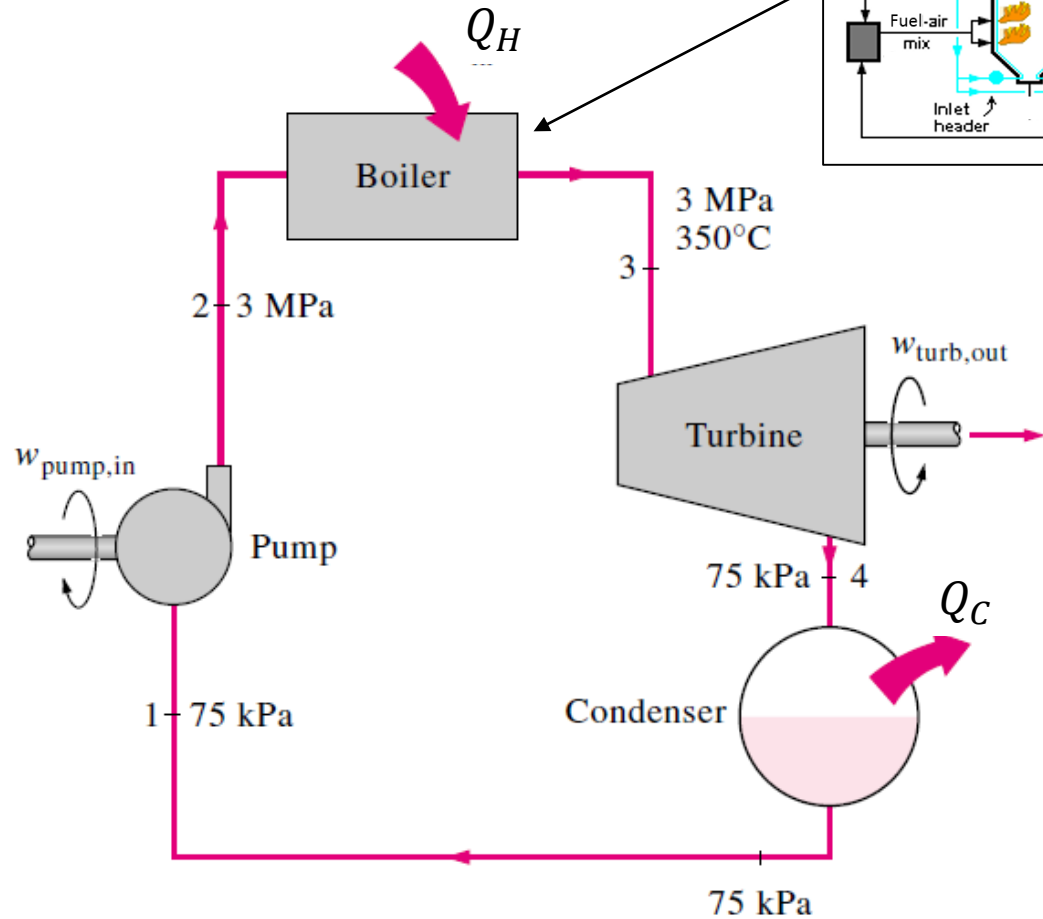 Q_H
Fuel-air
mix
Inlet
header
Boiler
3 MPa
350°C
3
2
3 MPa
w_turb,out
Turbine
w_pump,in
Pump
75 kPa
4
Q_C
1
75 kPa
Condenser
75 kPa